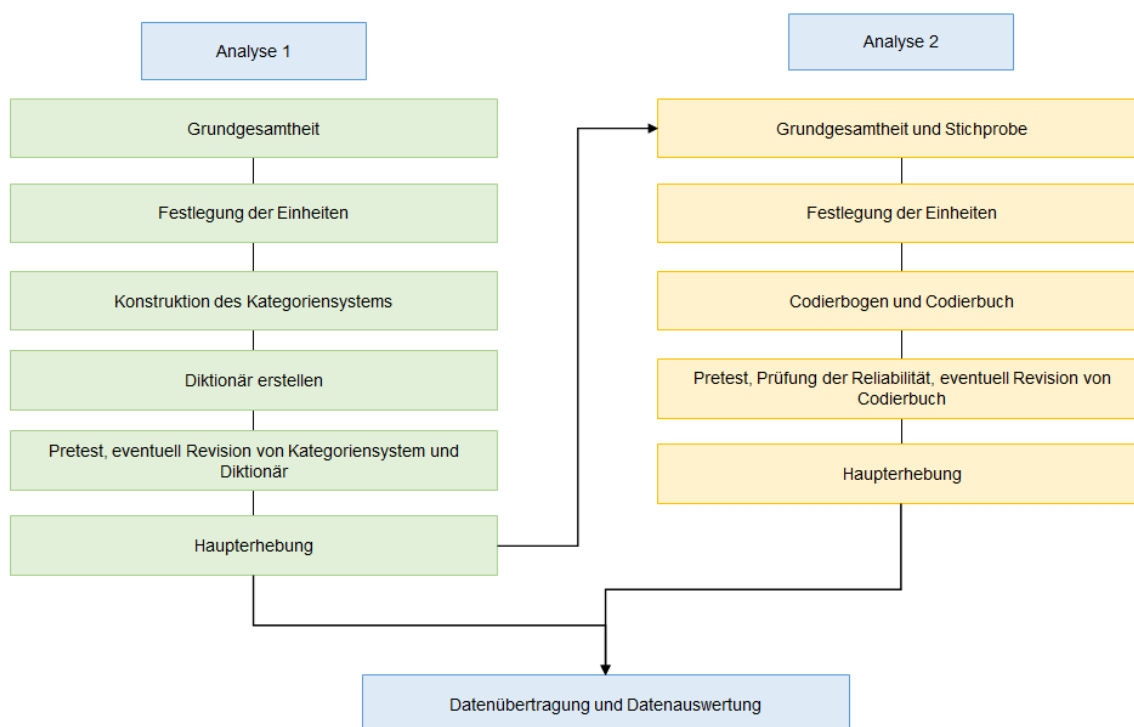 Analyse 1
Grundgesamtheit
Festlegung der Einheiten
Konstruktion des Kategoriensystems
Diktionär erstellen
Pretest, eventuell Revision von Kategoriensystem und
Diktionär
Haupterhebung
Analyse 2
Grundgesamtheit und Stichprobe
Festlegung der Einheiten
Codierbogen und Codierbuch
Pretest, Prüfung der Reliabilität, eventuell Revision von
Codierbuch
Haupterhebung
Datenübertragung und Datenauswertung